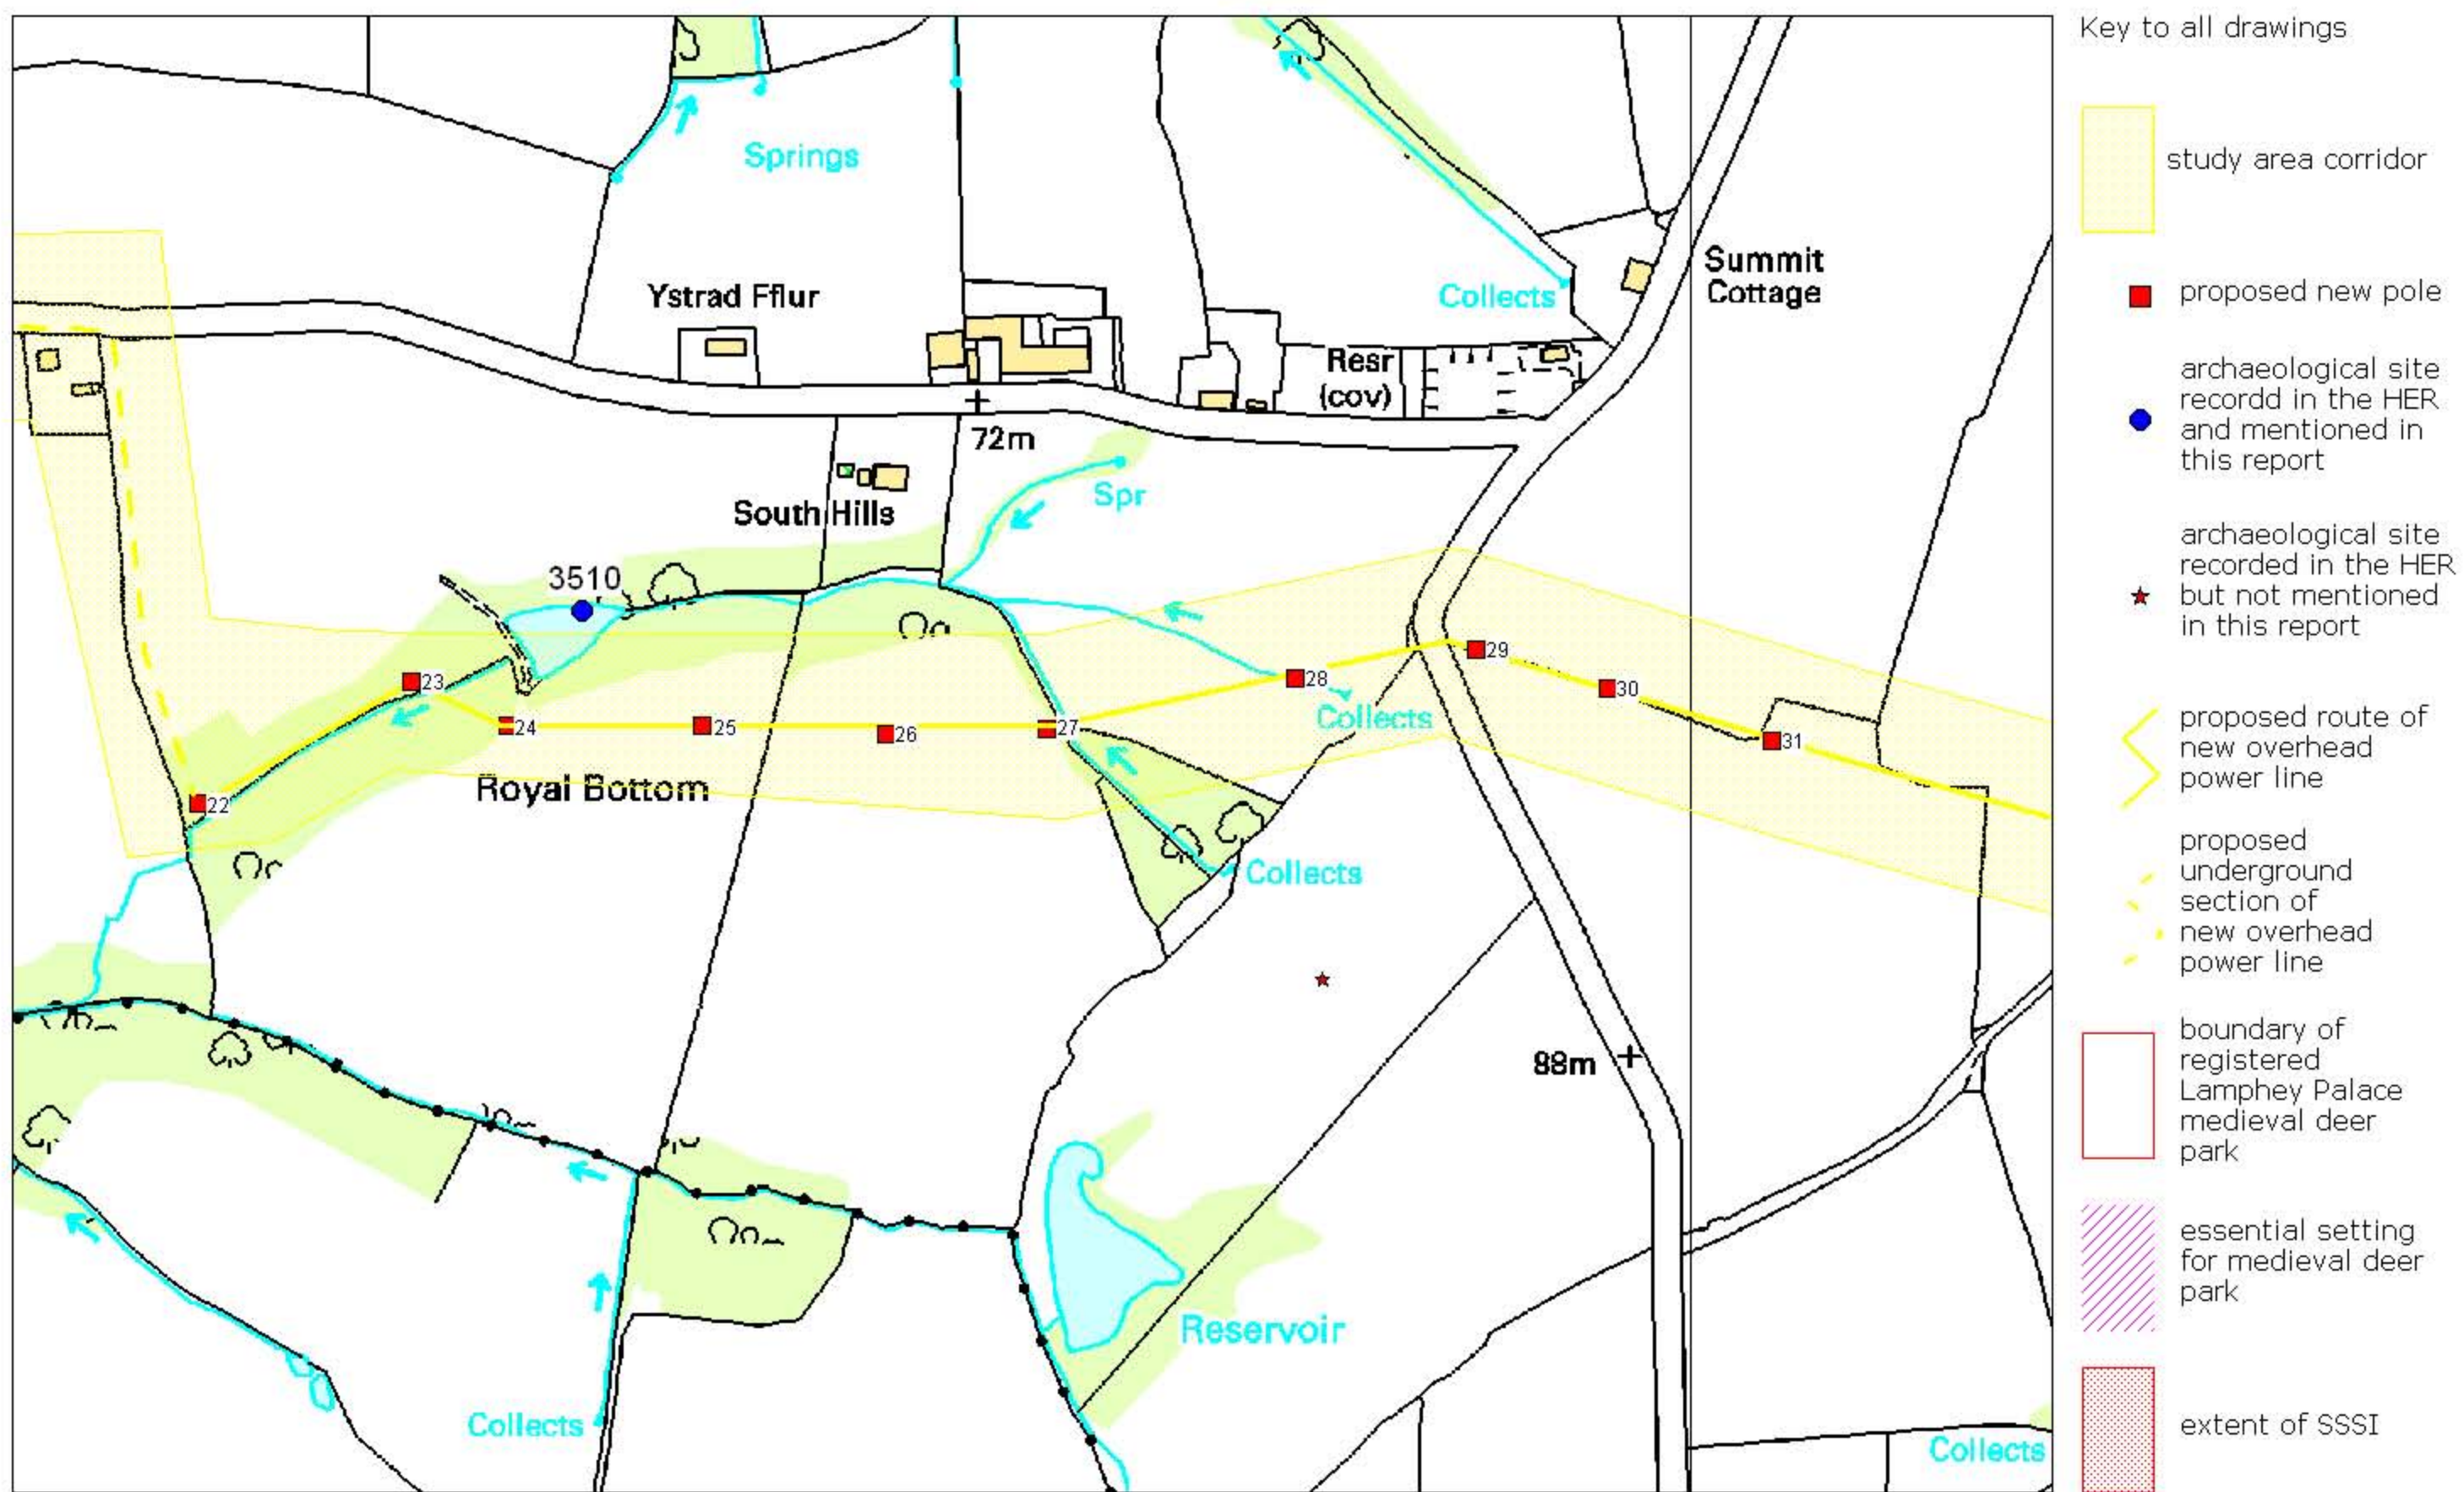 Key to all drawings
study area corridor
proposed new pole
archaeological site
recordd in the HER
and mentioned in
this report
archaeological site
recorded in the HER
but not mentioned
in this report
proposed route of
new overhead
power line
proposed
underground
section of
new overhead
power line
boundary of
registered
Lamphey Palace
medieval deer
park
essential setting
for medieval deer
park
extent of SSSI
Springs
Ystrad Fflur
Collects
Summit
Cottage
Resr
(cov)
72m
South Hills
Spr
3510
23
24
25
26
27
28
29
30
31
Collects
22
Royal Bottom
Collects
88m
Reservoir
Collects
Collects